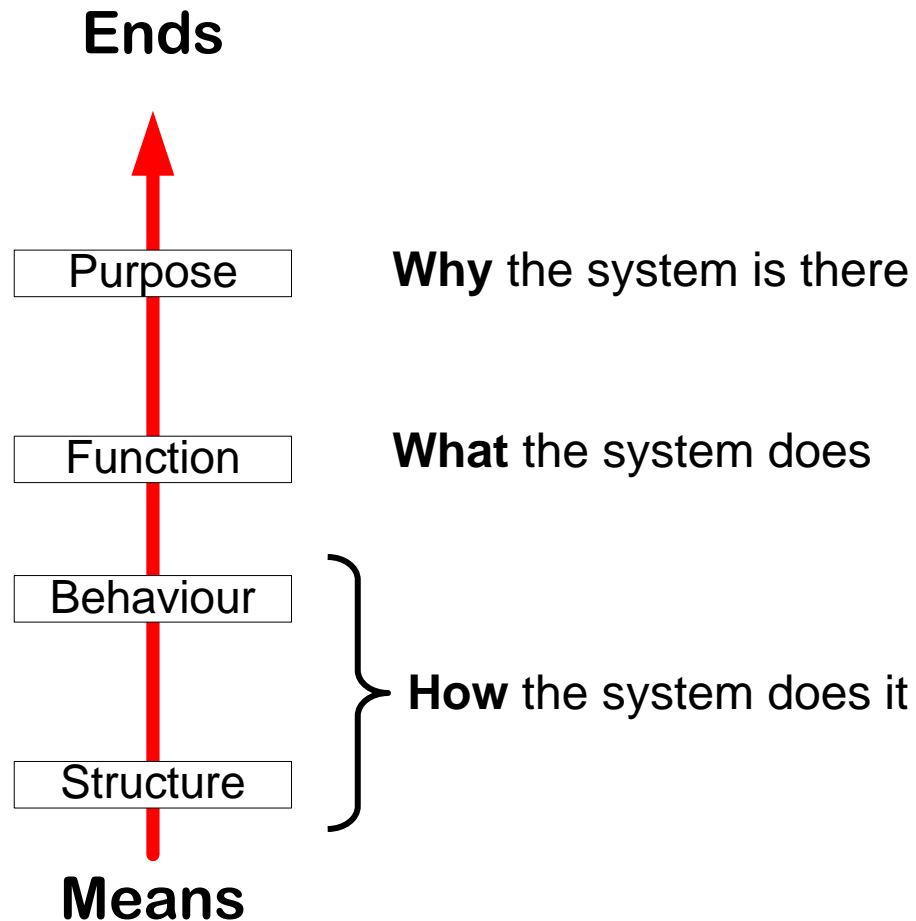 Ends
Purpose
Why the system is there
Function
What the system does
Behaviour
How the system does it
Structure
Means